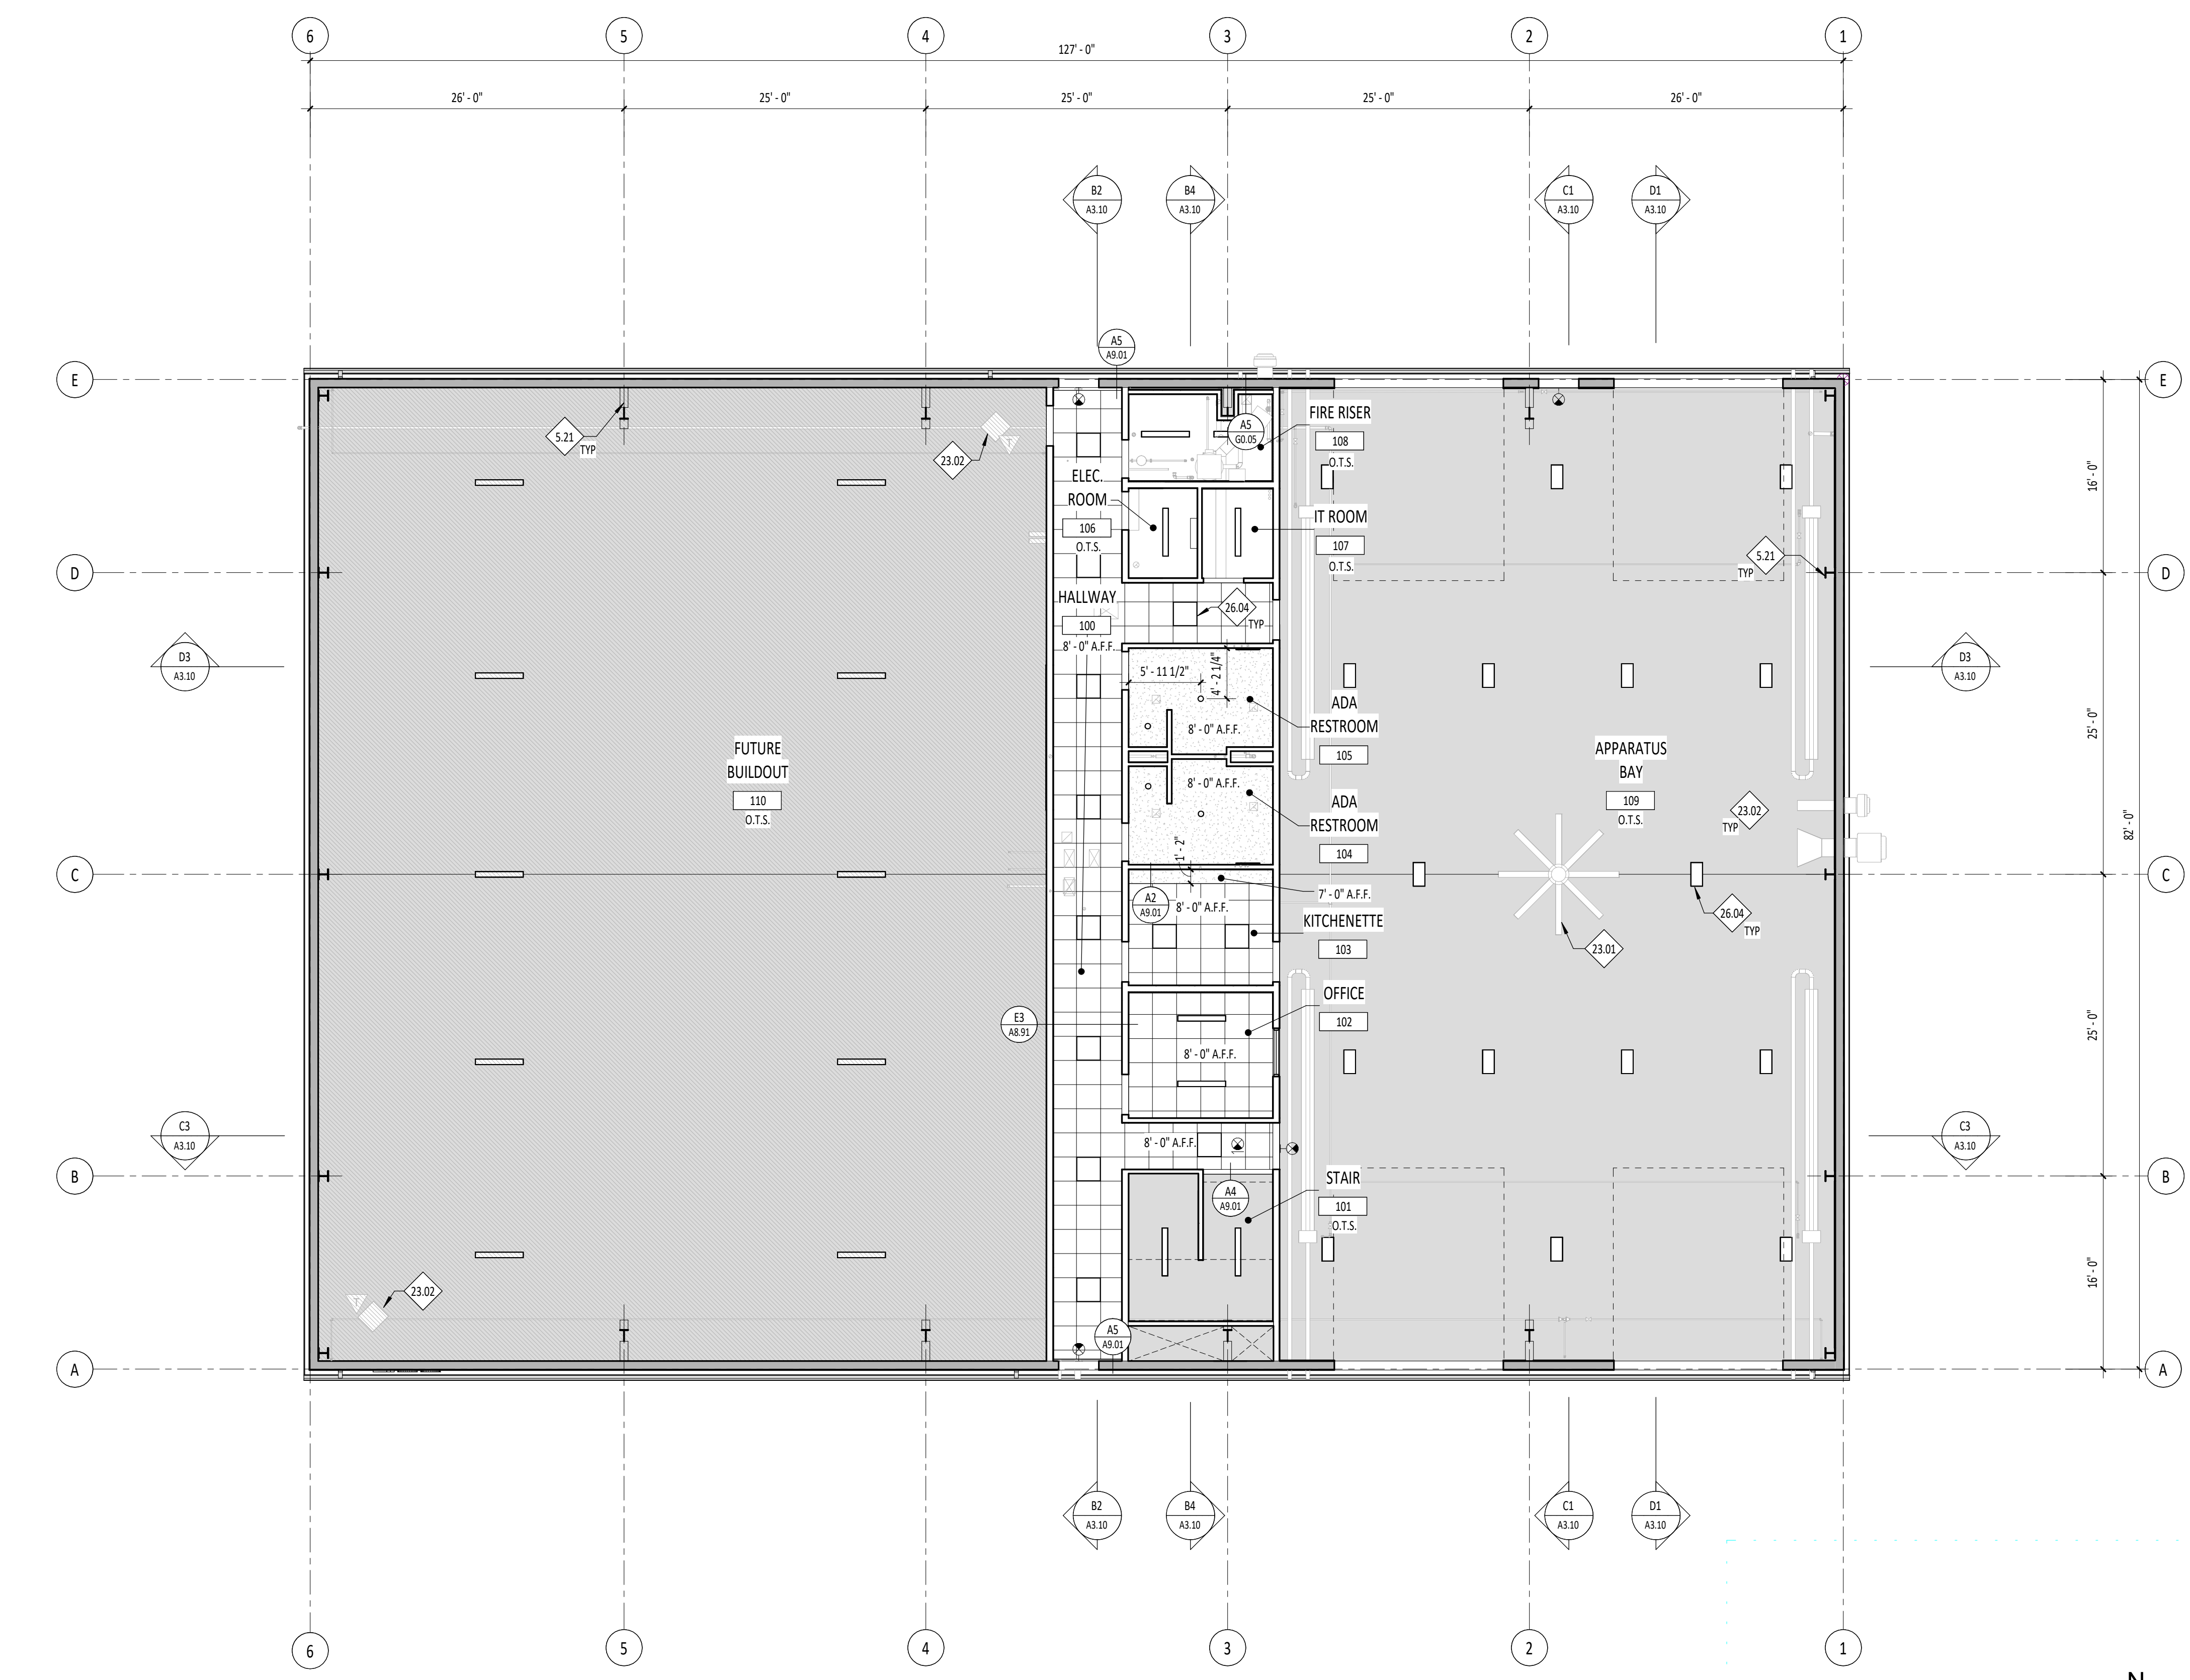 6
5
4
3
2
1
127' - 0"
26' - 0"
25' - 0"
25' - 0"
25' - 0"
26' - 0"
B2
A3.10
B4
A3.10
C1
A3.10
D1
A3.10
A5
A9.01
E
E
5.21
TYP
23.02
T
A5
G0.05
FIRE RISER
108
O.T.S.
ELEC.
ROOM
106
O.T.S.
IT ROOM
107
O.T.S.
16' - 0"
5.21
TYP
D
D
HALLWAY
100
8' - 0" A.F.F.
26.04
TYP
D3
A3.10
D3
A3.10
5' - 11 1/2"
4' - 2 1/4"
8' - 0" A.F.F.
ADA
RESTROOM
105
25' - 0"
FUTURE
BUILDOUT
110
O.T.S.
8' - 0" A.F.F.
ADA
RESTROOM
104
APPARATUS
BAY
109
O.T.S.
23.02
TYP
82' - 0"
1' - 2"
C
C
7' - 0" A.F.F.
A2
A9.01
8' - 0" A.F.F.
KITCHENETTE
103
26.04
TYP
23.01
OFFICE
102
E3
A8.91
8' - 0" A.F.F.
25' - 0"
C3
A3.10
C3
A3.10
8' - 0" A.F.F.
B
B
STAIR
101
O.T.S.
A4
A9.01
23.02
T
16' - 0"
A5
A9.01
A
A
B2
A3.10
B4
A3.10
C1
A3.10
D1
A3.10
6
5
4
3
2
1
N